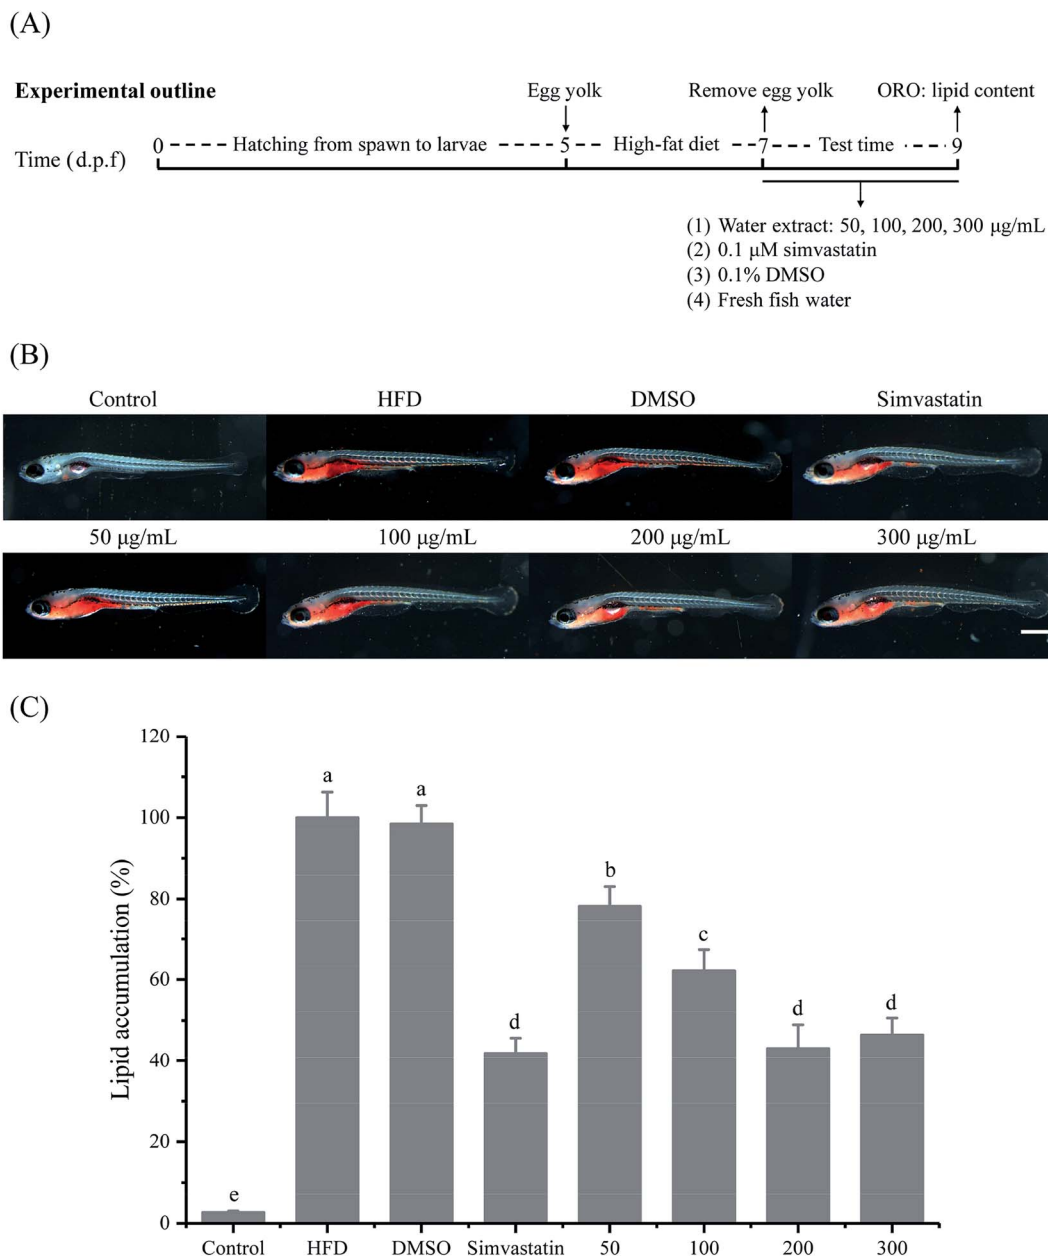 (A)
Experimental outline
Egg yolk
Remove egg yolk
ORO: lipid content
Time (d.p.f)
0 Hatching from spawn to larvae 5 High-fat diet 7 Test time 9
(1) Water extract: 50, 100, 200, 300 μg/mL
(2) 0.1 μM simvastatin
(3) 0.1% DMSO
(4) Fresh fish water
(B)
Control HFD DMSO Simvastatin
50 μg/mL 100 μg/mL 200 μg/mL 300 μg/mL
(C)
Lipid accumulation (%)
120
100
80
60
40
20
0
e
a
a
d
b
c
d
d
Control HFD DMSO Simvastatin 50 100 200 300